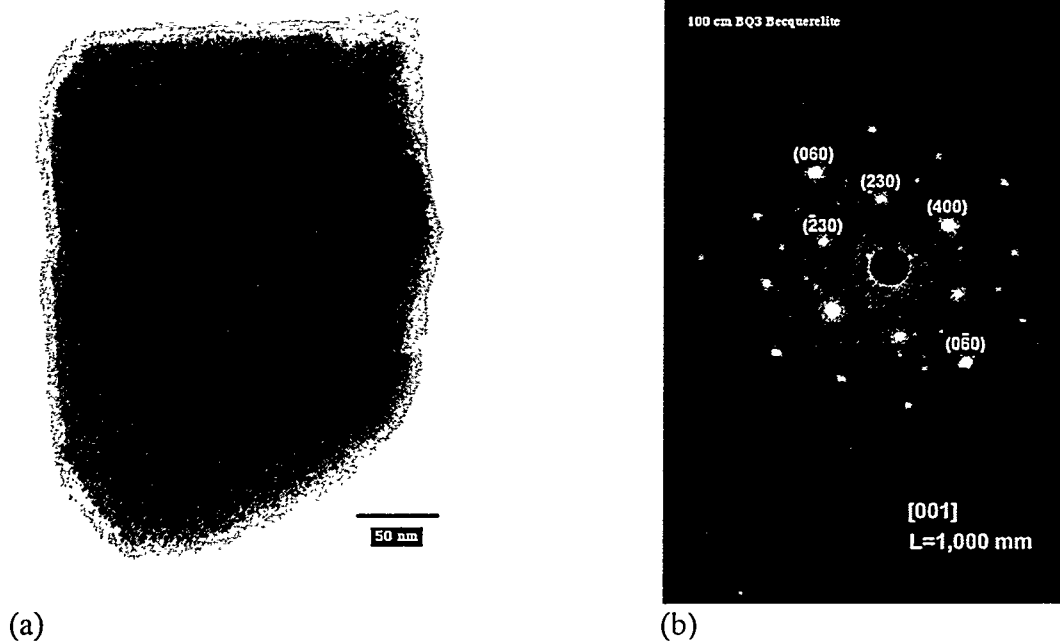 100 cm BQ3 Becquerelite
(060)
(230)
(400)
(2̄30)
(06̄0)
50 nm
[001]
L=1,000 mm
(a)
(b)